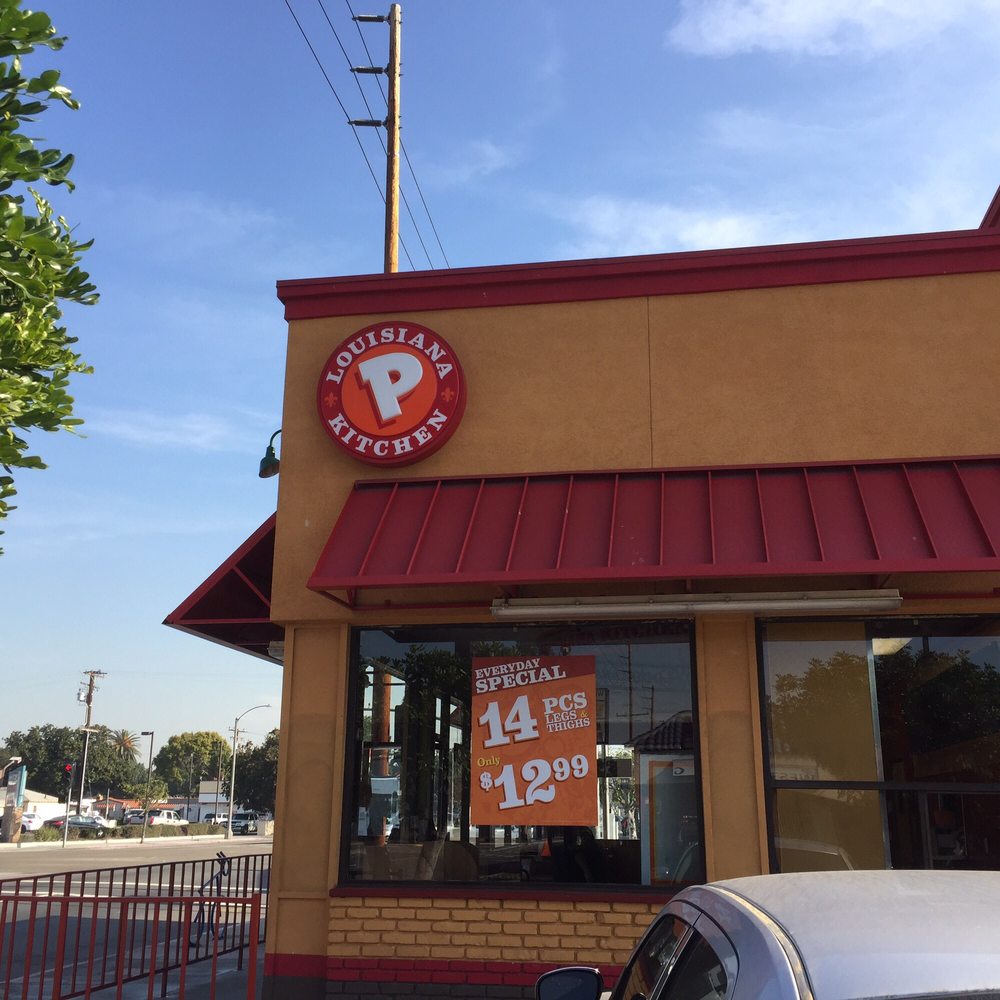 LOUISIANA
P
KITCHEN
EVERYDAY
SPECIAL
14 PCS
LEGS &
THIGHS
Only
$12.99